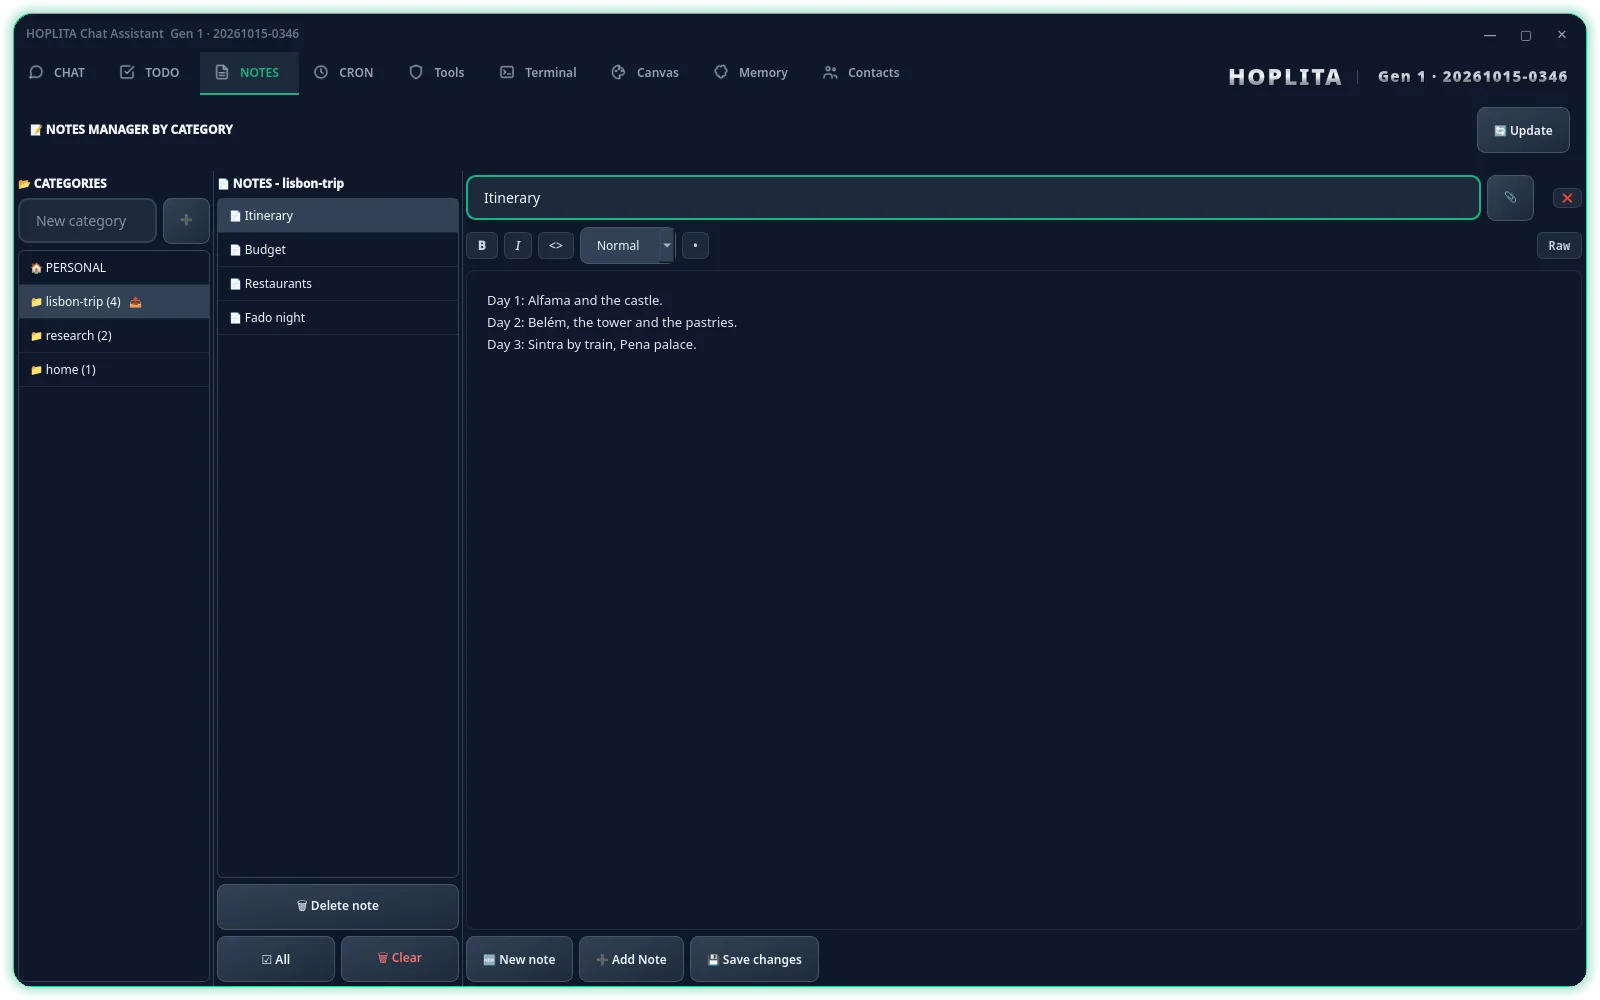 HOPLITA Chat Assistant Gen 1 · 20261015-0346
CHAT TODO NOTES CRON Tools Terminal Canvas Memory Contacts
HOPLITA | Gen 1 · 20261015-0346
NOTES MANAGER BY CATEGORY
Update
CATEGORIES
New category
PERSONAL
lisbon-trip (4)
research (2)
home (1)
NOTES - lisbon-trip
Itinerary
Budget
Restaurants
Fado night
Delete note
All
Clear
Itinerary
B I <> Normal • Raw
Day 1: Alfama and the castle.
Day 2: Belém, the tower and the pastries.
Day 3: Sintra by train, Pena palace.
New note
Add Note
Save changes